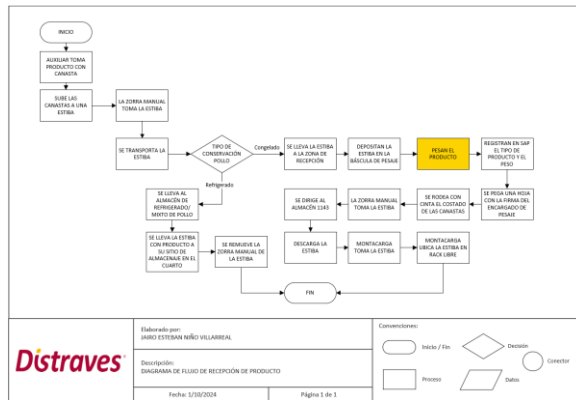 INICIO
AUXILIAR TOMA
PRODUCTO CON
CANASTA
SUBE LAS
CANASTAS A UNA
ESTIBA
LA ZORRA MANUAL
TOMA LA ESTIBA
SE TRANSPORTA LA
ESTIBA
TIPO DE
CONSERVACIÓN
POLLO
Congelado
Refrigerado
SE LLEVA LA ESTIBA
A LA ZONA DE
RECEPCIÓN
DEPOSITAN LA
ESTIBA EN LA
BÁSCULA DE PESAJE
PESAN EL
PRODUCTO
REGISTRAN EN SAP
EL TIPO DE
PRODUCTO Y EL
PESO
SE PEGA UNA HOJA
CON LA FIRMA DEL
ENCARGADO DE
PESAJE
SE RODEA CON
CINTA EL COSTADO
DE LAS CANASTAS
LA ZORRA MANUAL
TOMA LA ESTIBA
SE DIRIGE AL
ALMACÉN 1143
DESCARGA LA
ESTIBA
MONTACARGA
TOMA LA ESTIBA
MONTACARGA
UBICA LA ESTIBA EN
RACK LIBRE
SE LLEVA AL
ALMACÉN DE
REFRIGERADO/
MIXTO DE POLLO
SE LLEVA LA ESTIBA
CON PRODUCTO A
SU SITIO DE
ALMACENAJE EN EL
CUARTO
SE REMUEVE LA
ZORRA MANUAL DE
LA ESTIBA
FIN
Distraves
Elaborado por:
JAIRO ESTEBAN NIÑO VILLARREAL
Descripción:
DIAGRAMA DE FLUJO DE RECEPCIÓN DE PRODUCTO
Fecha: 1/10/2024
Página 1 de 1
Convenciones:
Inicio / Fin
Decisión
Conector
Proceso
Datos